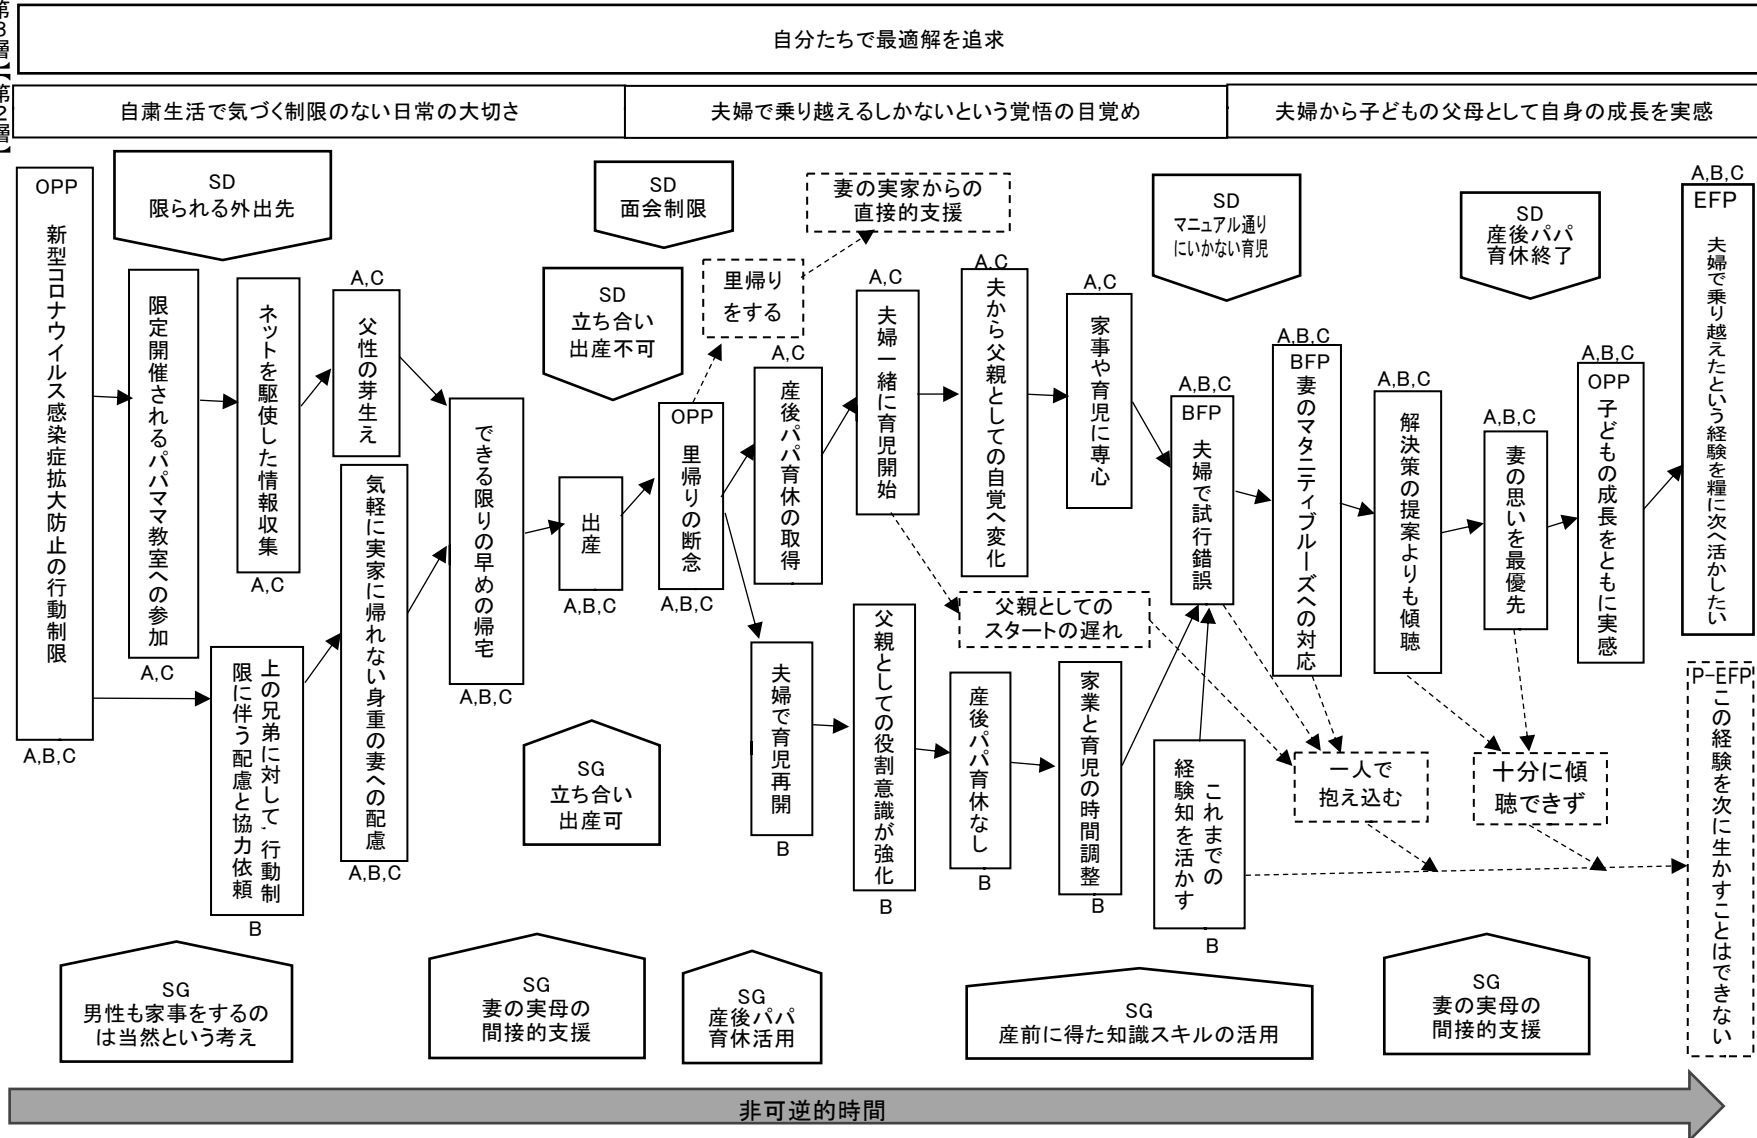 第3層】
自分たちで最適解を追求
【第2層】
自粛生活で気づく制限のない日常の大切さ
夫婦で乗り越えるしかないという覚悟の目覚め
夫婦から子どもの父母として自身の成長を実感
OPP
新型コロナウイルス感染症拡大防止の行動制限
A,B,C
SD
限られる外出先
限定開催されるパパママ教室への参加
A,C
ネットを駆使した情報収集
A,C
A,C
父性の芽生え
上の兄弟に対して、行動制
限に伴う配慮と協力依頼
B
気軽に実家に帰れない身重の妻への配慮
A,B,C
できる限りの早めの帰宅
A,B,C
SD
面会制限
SD
立ち合い
出産不可
出産
A,B,C
SG
立ち合い
出産可
OPP
里帰りの断念
A,B,C
里帰り
をする
妻の実家からの
直接的支援
A,C
産後パパ育休の取得
A,C
夫婦一緒に育児開始
A,C
夫から父親としての自覚へ変化
A,C
家事や育児に専心
父親としての
スタートの遅れ
夫婦で育児再開
B
父親としての役割意識が強化
B
産後パパ育休なし
B
家業と育児の時間調整
B
これまでの
経験知を活かす
B
SD
マニュアル通り
にいかない育児
A,B,C
BFP
夫婦で試行錯誤
A,B,C
BFP
妻のマタニティブルーズへの対応
A,B,C
解決策の提案よりも傾聴
A,B,C
妻の思いを最優先
SD
産後パパ
育休終了
A,B,C
OPP
子どもの成長をともに実感
A,B,C
EFP
夫婦で乗り越えたという経験を糧に次へ活かしたい
一人で
抱え込む
十分に傾
聴できず
P-EFP
この経験を次に生かすことはできない
SG
男性も家事をするの
は当然という考え
SG
妻の実母の
間接的支援
SG
産後パパ
育休活用
SG
産前に得た知識スキルの活用
SG
妻の実母の
間接的支援
非可逆的時間